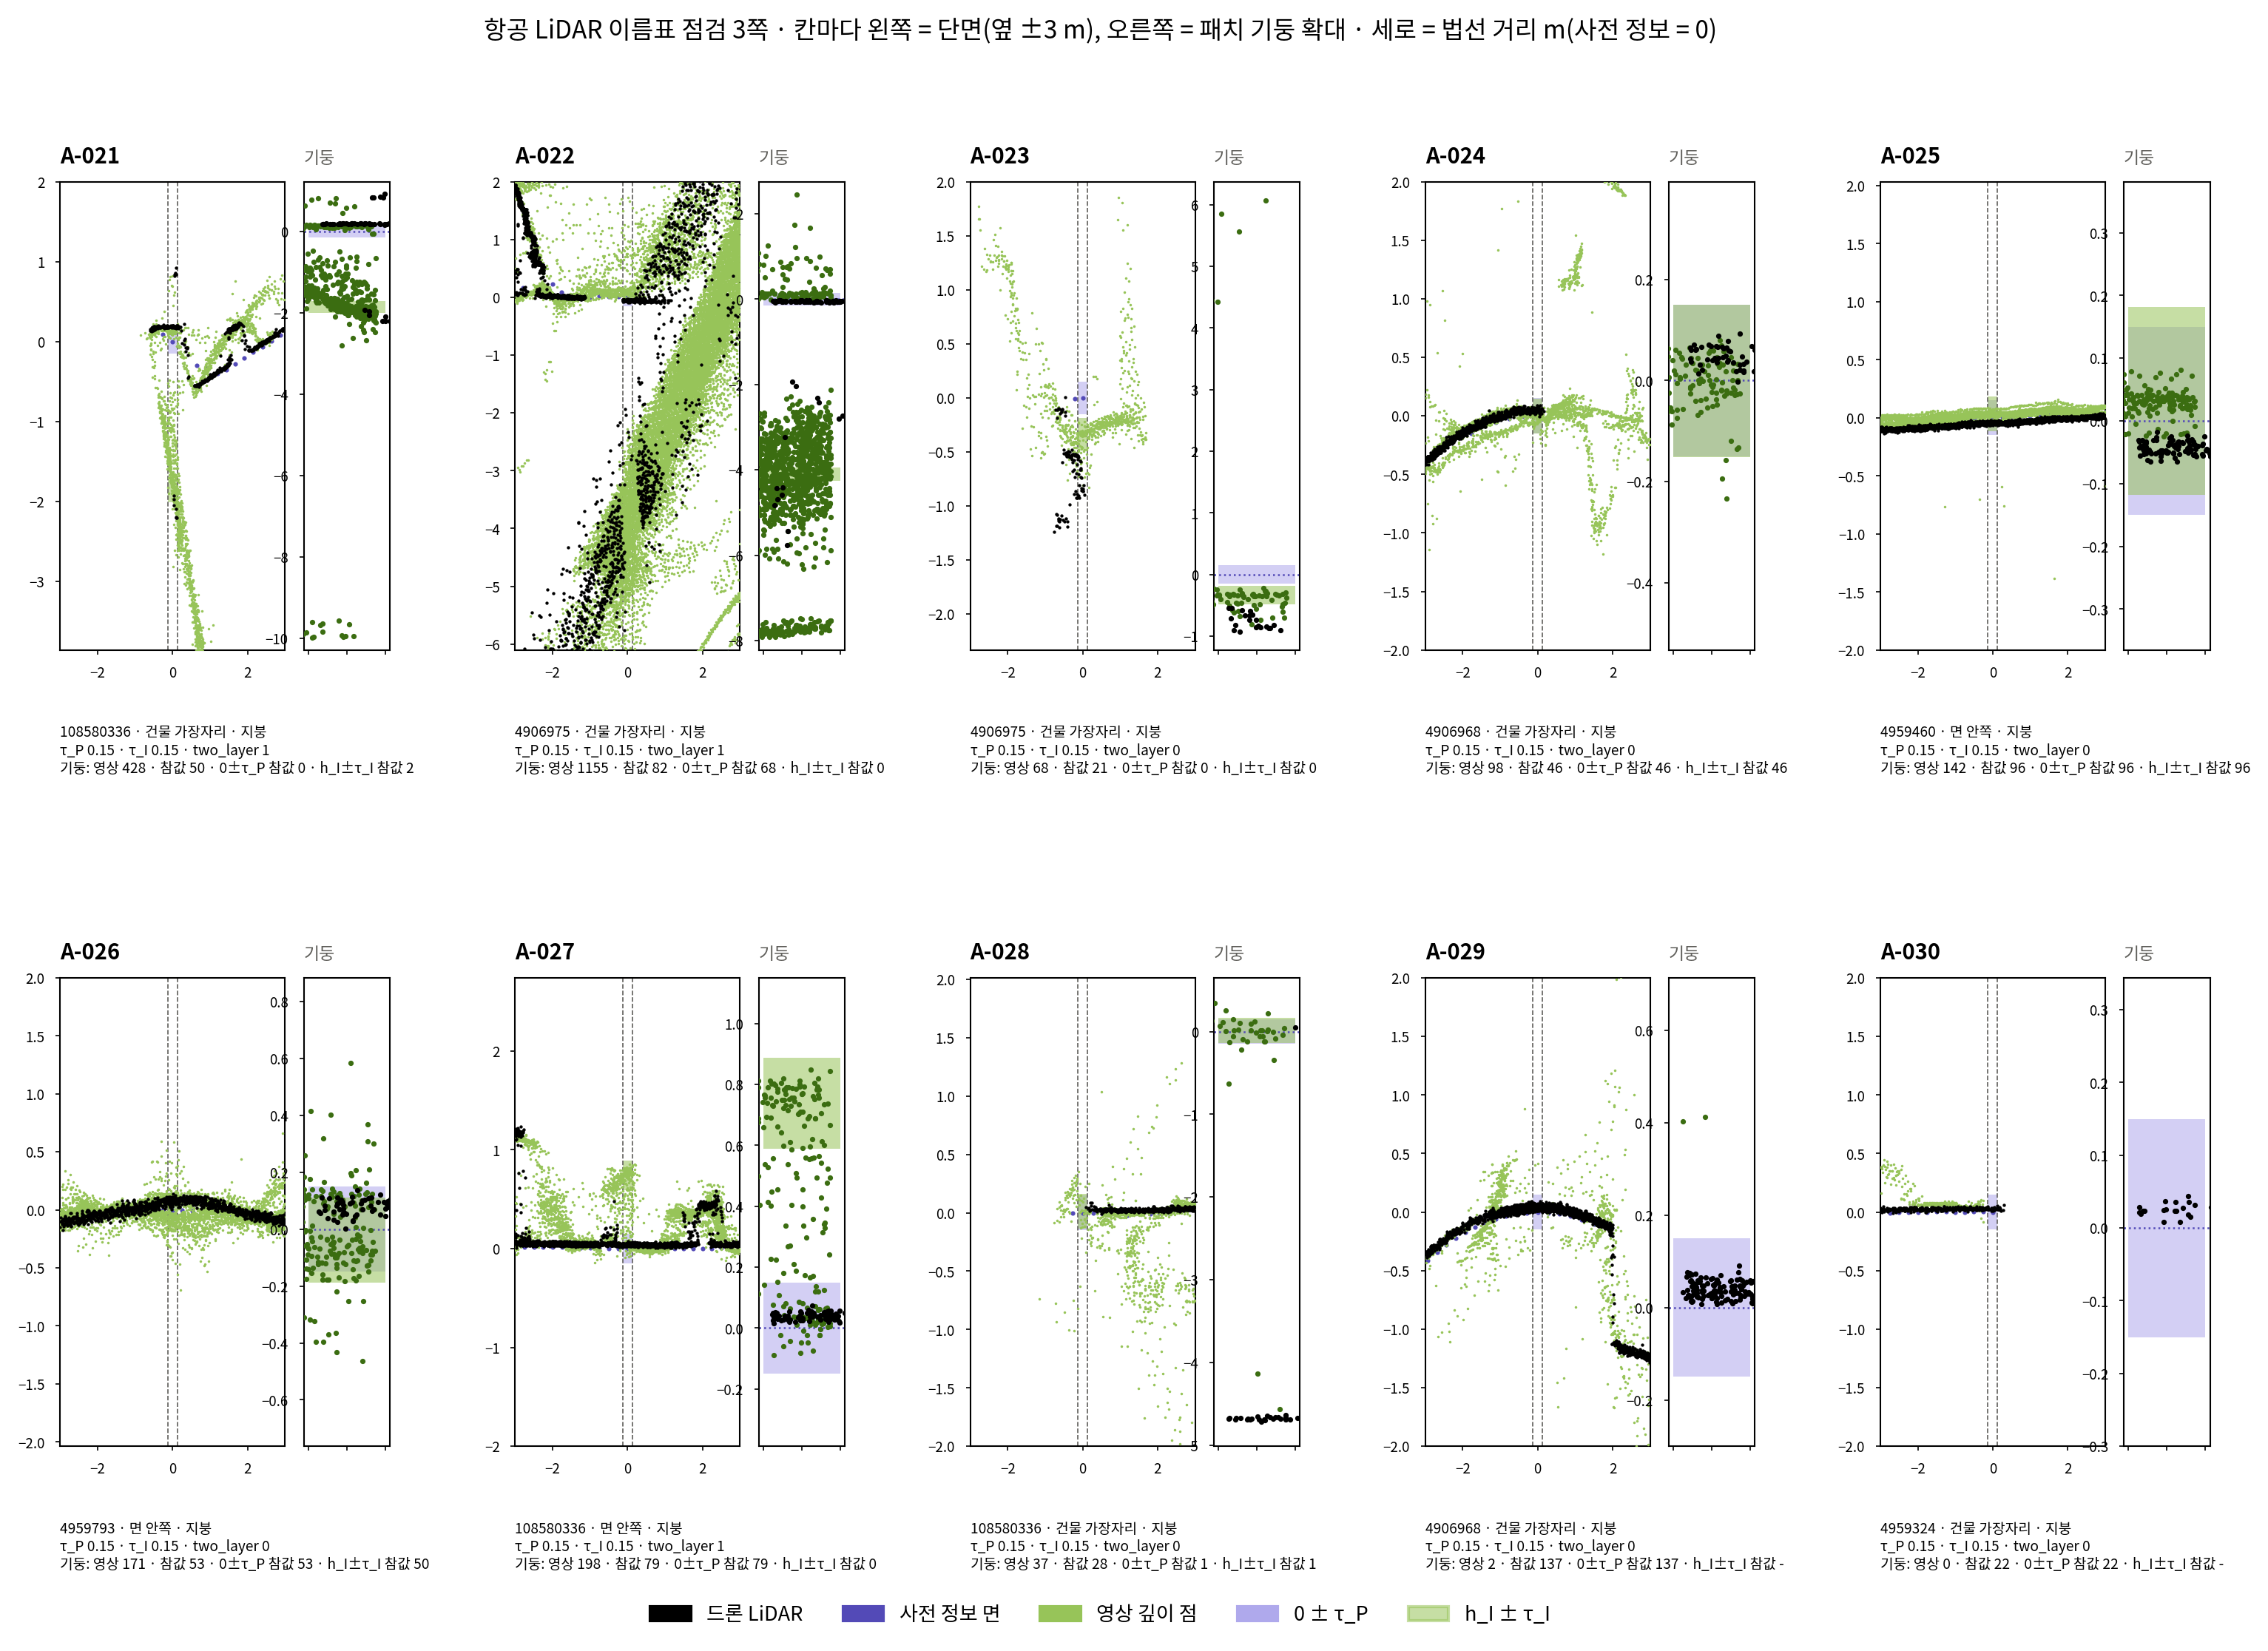 항공 LiDAR 이름표 점검 3쪽 · 칸마다 왼쪽 = 단면(옆 ±3 m), 오른쪽 = 패치 기둥 확대 · 세로 = 법선 거리 m(사전 정보 = 0)
A-021 기둥
A-022 기둥
A-023 기둥
A-024 기둥
A-025 기둥
108580336 · 건물 가장자리 · 지붕
τ_P 0.15 · τ_I 0.15 · two_layer 1
기둥: 영상 428 · 참값 50 · 0±τ_P 참값 0 · h_I±τ_I 참값 2
4906975 · 건물 가장자리 · 지붕
τ_P 0.15 · τ_I 0.15 · two_layer 1
기둥: 영상 1155 · 참값 82 · 0±τ_P 참값 68 · h_I±τ_I 참값 0
4906975 · 건물 가장자리 · 지붕
τ_P 0.15 · τ_I 0.15 · two_layer 0
기둥: 영상 68 · 참값 21 · 0±τ_P 참값 0 · h_I±τ_I 참값 0
4906968 · 건물 가장자리 · 지붕
τ_P 0.15 · τ_I 0.15 · two_layer 0
기둥: 영상 98 · 참값 46 · 0±τ_P 참값 46 · h_I±τ_I 참값 46
4959460 · 면 안쪽 · 지붕
τ_P 0.15 · τ_I 0.15 · two_layer 0
기둥: 영상 142 · 참값 96 · 0±τ_P 참값 96 · h_I±τ_I 참값 96
A-026 기둥
A-027 기둥
A-028 기둥
A-029 기둥
A-030 기둥
4959793 · 면 안쪽 · 지붕
τ_P 0.15 · τ_I 0.15 · two_layer 0
기둥: 영상 171 · 참값 53 · 0±τ_P 참값 53 · h_I±τ_I 참값 50
108580336 · 면 안쪽 · 지붕
τ_P 0.15 · τ_I 0.15 · two_layer 1
기둥: 영상 198 · 참값 79 · 0±τ_P 참값 79 · h_I±τ_I 참값 0
108580336 · 건물 가장자리 · 지붕
τ_P 0.15 · τ_I 0.15 · two_layer 0
기둥: 영상 37 · 참값 28 · 0±τ_P 참값 1 · h_I±τ_I 참값 1
4906968 · 건물 가장자리 · 지붕
τ_P 0.15 · τ_I 0.15 · two_layer 0
기둥: 영상 2 · 참값 137 · 0±τ_P 참값 137 · h_I±τ_I 참값 -
4959324 · 건물 가장자리 · 지붕
τ_P 0.15 · τ_I 0.15 · two_layer 0
기둥: 영상 0 · 참값 22 · 0±τ_P 참값 22 · h_I±τ_I 참값 -
드론 LiDAR 사전 정보 면 영상 깊이 점 0 ± τ_P h_I ± τ_I